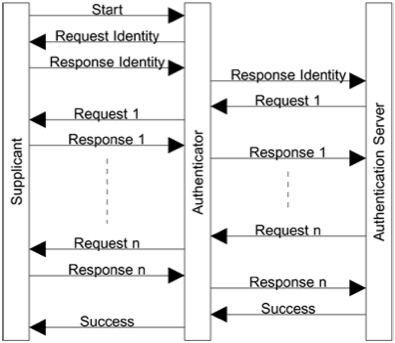 Start
Request Identity
Response Identity
Response Identity
Request 1
Request 1
Response 1
Response 1
Request n
Request n
Response n
Response n
Success
Success
Supplicant
Authenticator
Authentication Server